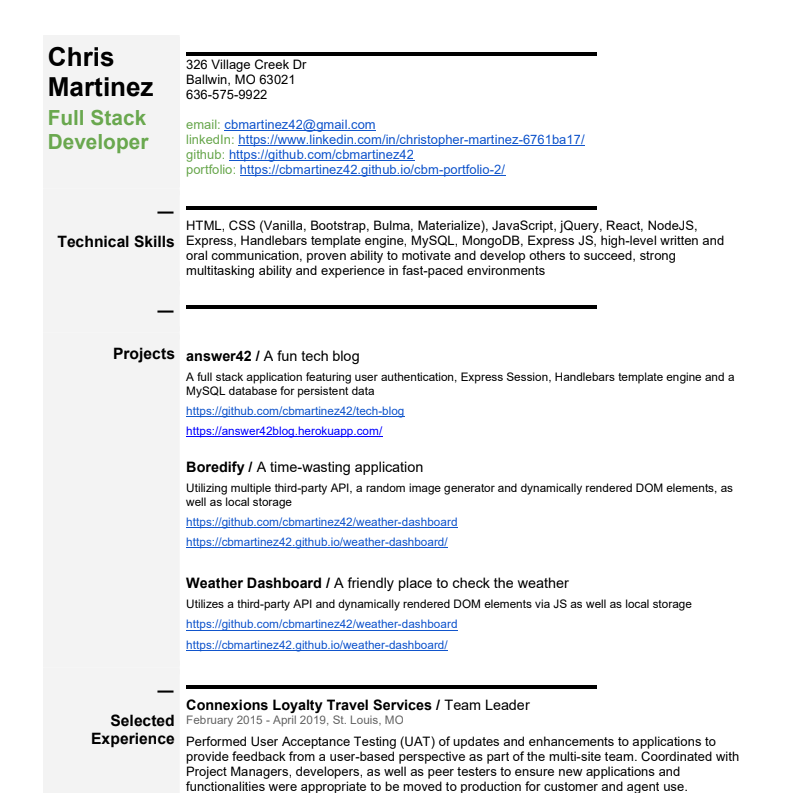 Chris
Martinez
Full Stack
Developer
326 Village Creek Dr
Ballwin, MO 63021
636-575-9922
email: cbmartinez42@gmail.com
linkedIn: https://www.linkedin.com/in/christopher-martinez-6761ba17/
github: https://github.com/cbmartinez42
portfolio: https://cbmartinez42.github.io/cbm-portfolio-2/
Technical Skills
HTML, CSS (Vanilla, Bootstrap, Bulma, Materialize), JavaScript, jQuery, React, NodeJS,
Express, Handlebars template engine, MySQL, MongoDB, Express JS, high-level written and
oral communication, proven ability to motivate and develop others to succeed, strong
multitasking ability and experience in fast-paced environments
Projects
answer42 / A fun tech blog
A full stack application featuring user authentication, Express Session, Handlebars template engine and a
MySQL database for persistent data
https://github.com/cbmartinez42/tech-blog
https://answer42blog.herokuapp.com/
Boredify / A time-wasting application
Utilizing multiple third-party API, a random image generator and dynamically rendered DOM elements, as
well as local storage
https://github.com/cbmartinez42/weather-dashboard
https://cbmartinez42.github.io/weather-dashboard/
Weather Dashboard / A friendly place to check the weather
Utilizes a third-party API and dynamically rendered DOM elements via JS as well as local storage
https://github.com/cbmartinez42/weather-dashboard
https://cbmartinez42.github.io/weather-dashboard/
Selected
Experience
Connexions Loyalty Travel Services / Team Leader
February 2015 - April 2019, St. Louis, MO
Performed User Acceptance Testing (UAT) of updates and enhancements to applications to
provide feedback from a user-based perspective as part of the multi-site team. Coordinated with
Project Managers, developers, as well as peer testers to ensure new applications and
functionalities were appropriate to be moved to production for customer and agent use.